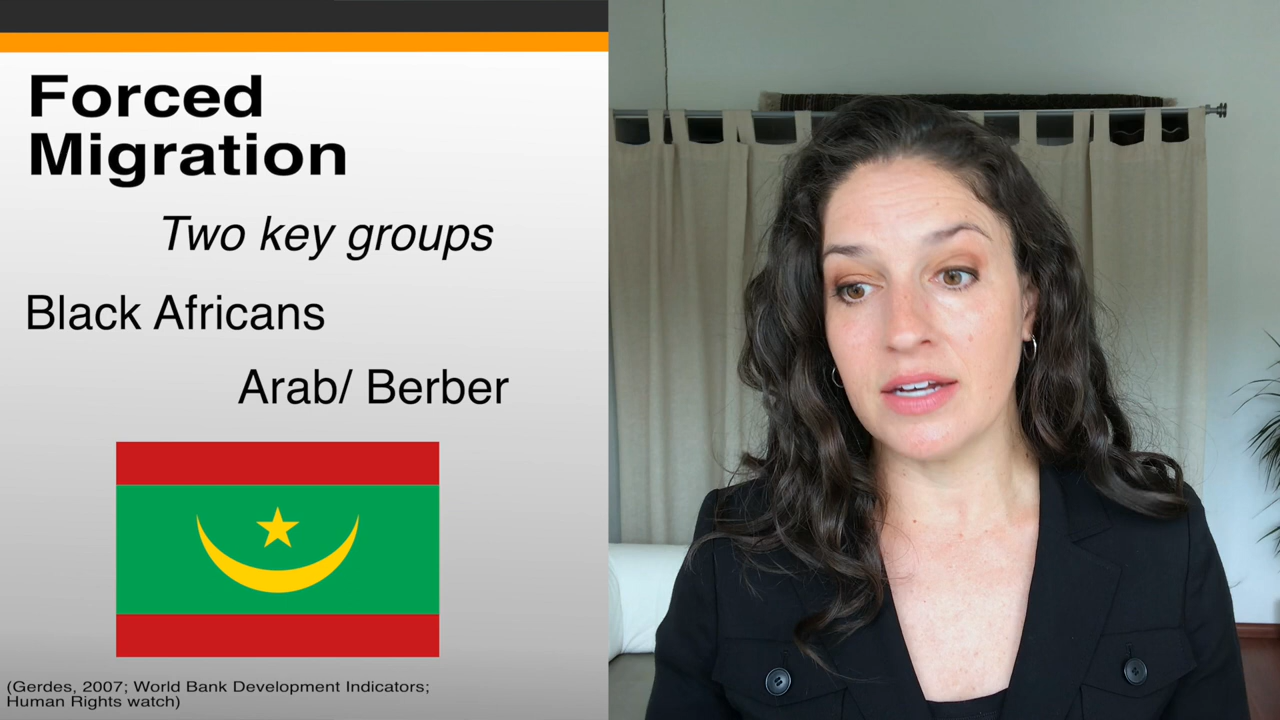 Forced
Migration
Two key groups
Black Africans
Arab/ Berber
(Gerdes, 2007; World Bank Development Indicators;
Human Rights watch)